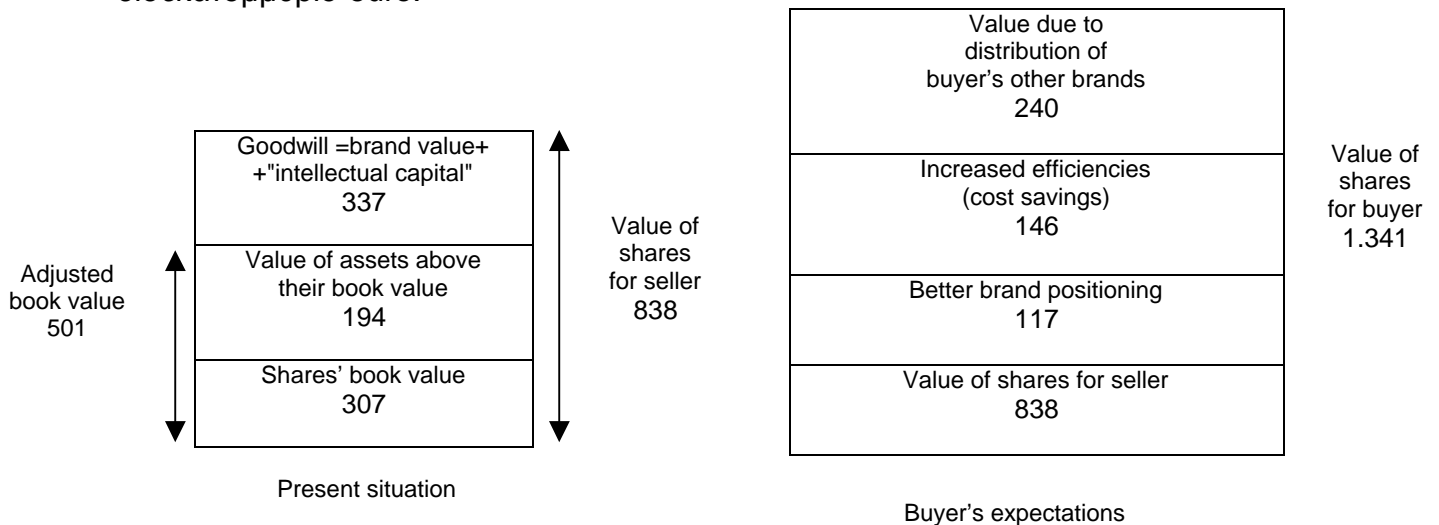 Goodwill =brand value+
+"intellectual capital"
337
Value of assets above
their book value
194
Shares' book value
307
Adjusted
book value
501
Value of
shares
for seller
838
Present situation
Value due to
distribution of
buyer's other brands
240
Increased efficiencies
(cost savings)
146
Better brand positioning
117
Value of shares for seller
838
Value of
shares
for buyer
1.341
Buyer's expectations